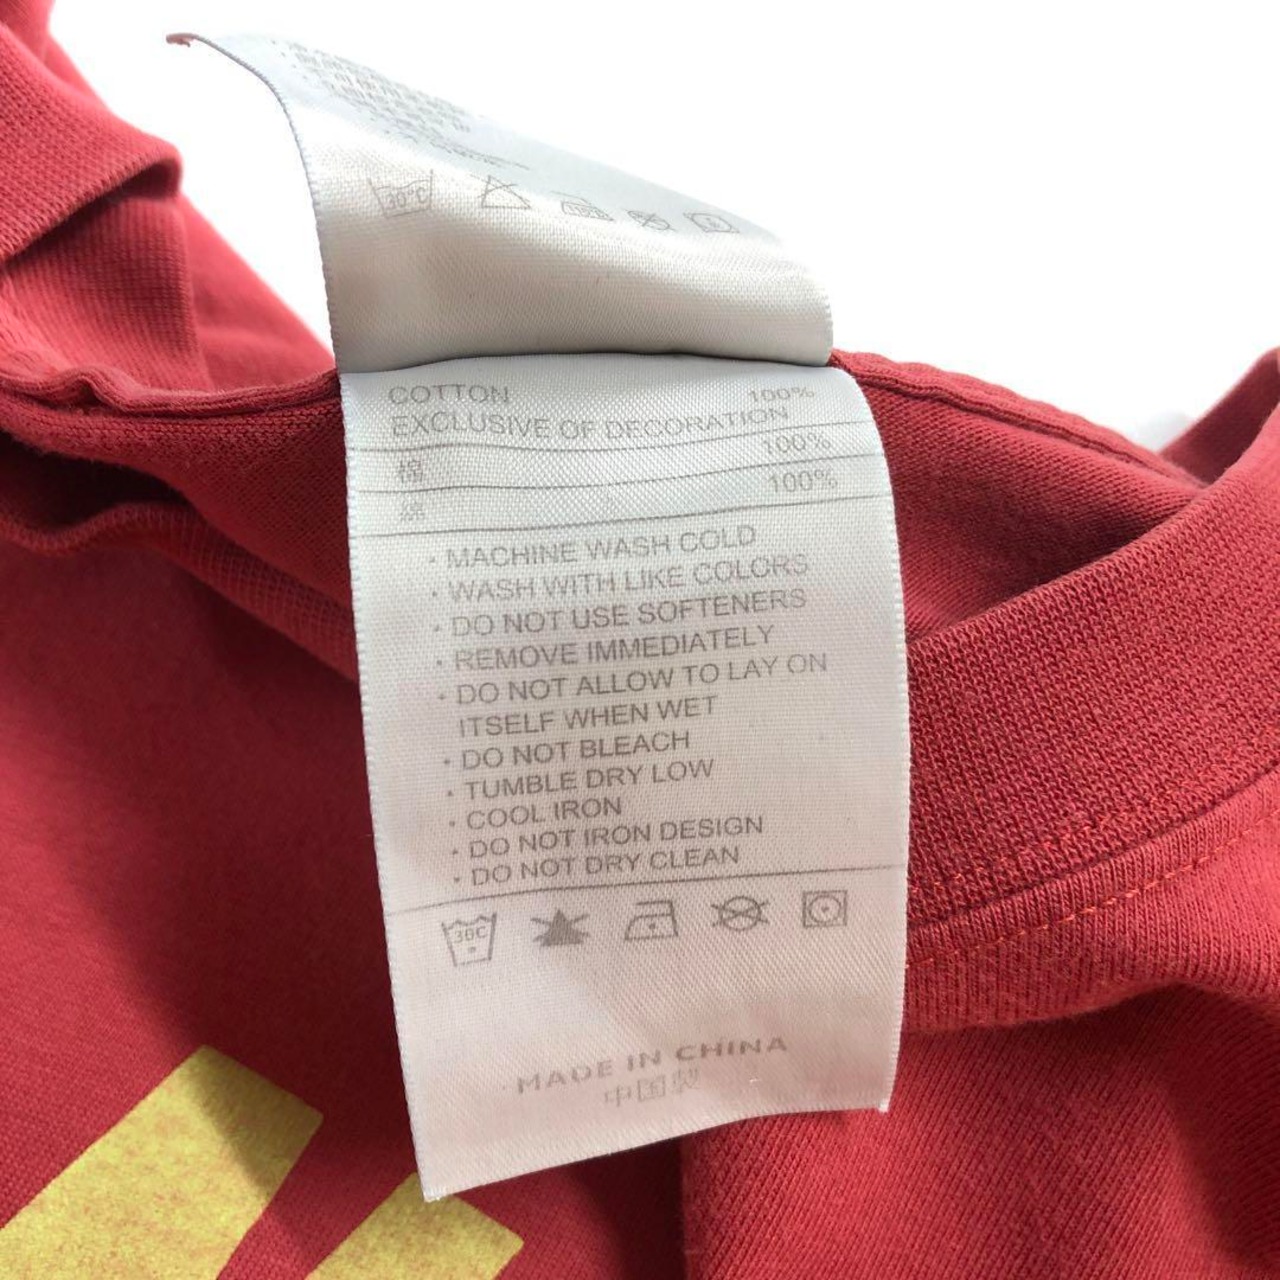 30°C
COTTON 100%
EXCLUSIVE OF DECORATION
棉 100%
綿 100%
· MACHINE WASH COLD
· WASH WITH LIKE COLORS
· DO NOT USE SOFTENERS
· REMOVE IMMEDIATELY
· DO NOT ALLOW TO LAY ON
ITSELF WHEN WET
· DO NOT BLEACH
· TUMBLE DRY LOW
· COOL IRON
· DO NOT IRON DESIGN
· DO NOT DRY CLEAN
30C
MADE IN CHINA
中国製